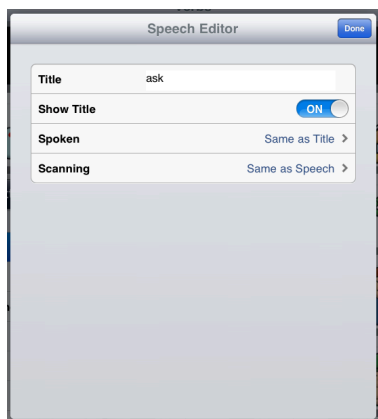 Speech Editor
Done
Title ask
Show Title ON
Spoken Same as Title >
Scanning Same as Speech >